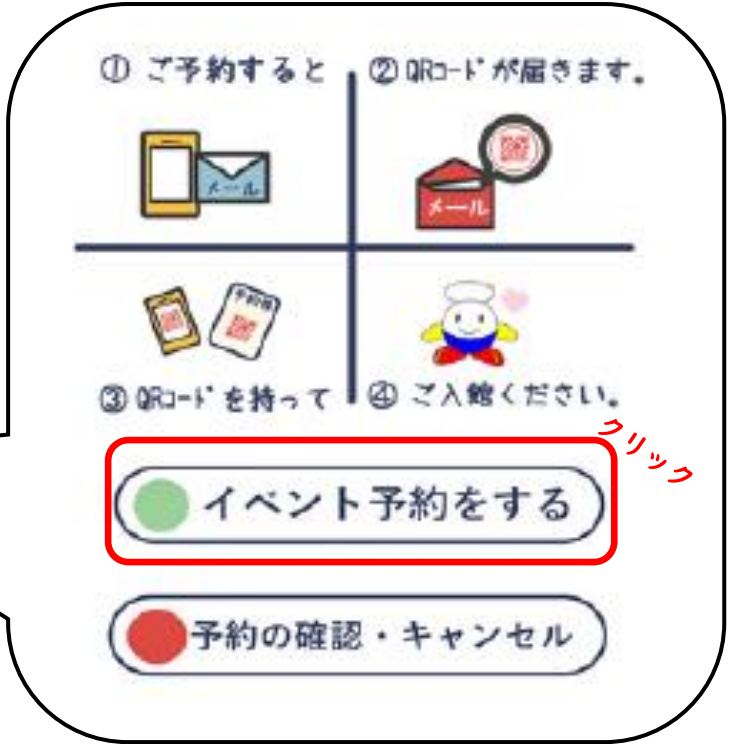 ① ご予約すると
② QRコードが届きます。
メール
メール
予約標
③ QRコードを持って
④ ご入館ください。
クリック
イベント予約をする
予約の確認・キャンセル